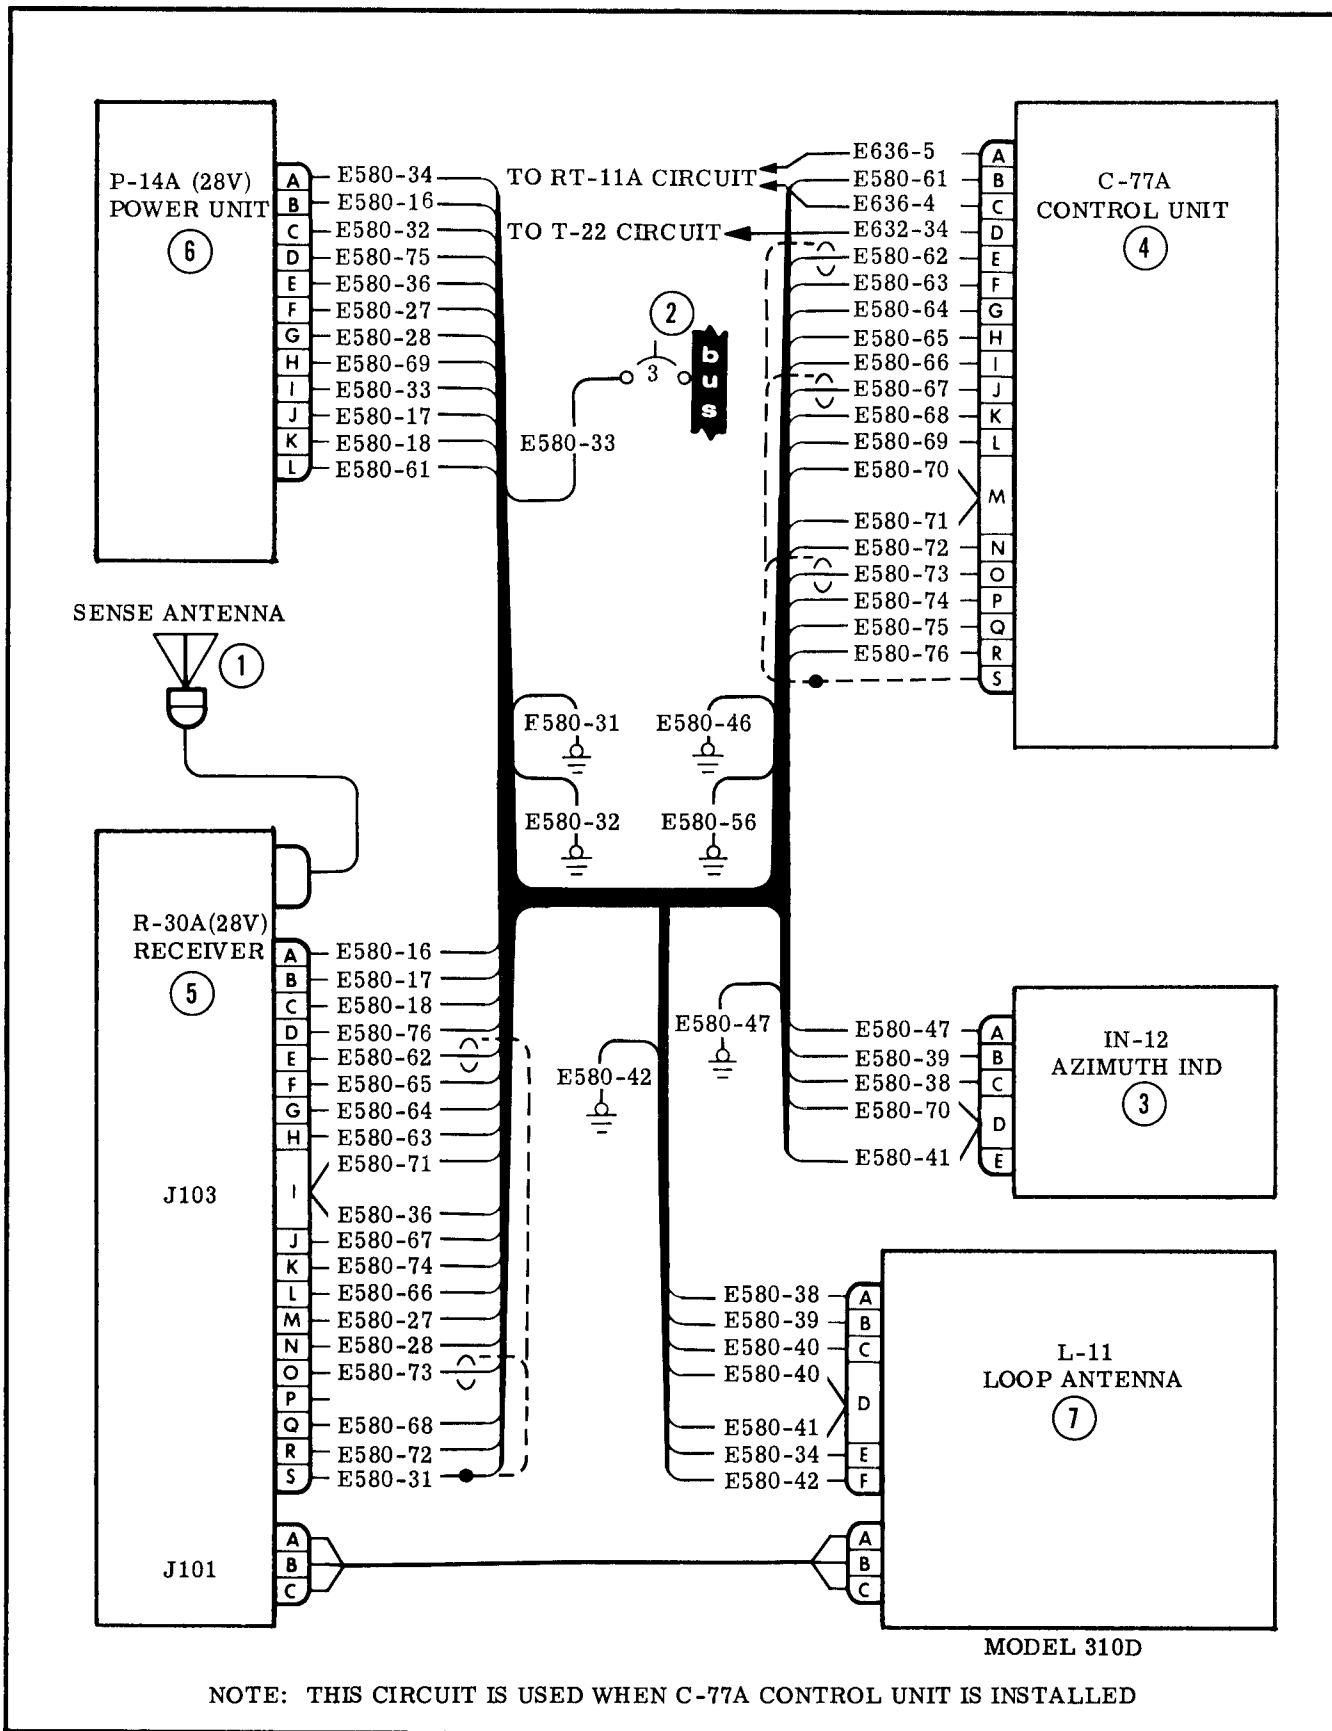 P-14A (28V)
POWER UNIT
6
A E580-34
B E580-16
C E580-32
D E580-75
E E580-36
F E580-27
G E580-28
H E580-69
I E580-33
J E580-17
K E580-18
L E580-61
TO RT-11A CIRCUIT
TO T-22 CIRCUIT
2
3
bus
E580-33
E636-5 A
E580-61 B
E636-4 C
E632-34 D
E580-62 E
E580-63 F
E580-64 G
E580-65 H
E580-66 I
E580-67 J
E580-68 K
E580-69 L
E580-70
M
E580-71
E580-72 N
E580-73 O
E580-74 P
E580-75 Q
E580-76 R
S
C-77A
CONTROL UNIT
4
SENSE ANTENNA
1
E580-31
E580-46
E580-32
E580-56
R-30A(28V)
RECEIVER
5
A E580-16
B E580-17
C E580-18
D E580-76
E E580-62
F E580-65
G E580-64
H E580-63
E580-71
I
J103
E580-36
J E580-67
K E580-74
L E580-66
M E580-27
N E580-28
O E580-73
P
Q E580-68
R E580-72
S E580-31
J101
A
B
C
E580-47
E580-42
E580-47 A
E580-39 B
E580-38 C
E580-70
D
E580-41 E
IN-12
AZIMUTH IND
3
E580-38 A
E580-39 B
E580-40 C
E580-40
D
E580-41
E580-34 E
E580-42 F
L-11
LOOP ANTENNA
7
A
B
C
MODEL 310D
NOTE: THIS CIRCUIT IS USED WHEN C-77A CONTROL UNIT IS INSTALLED